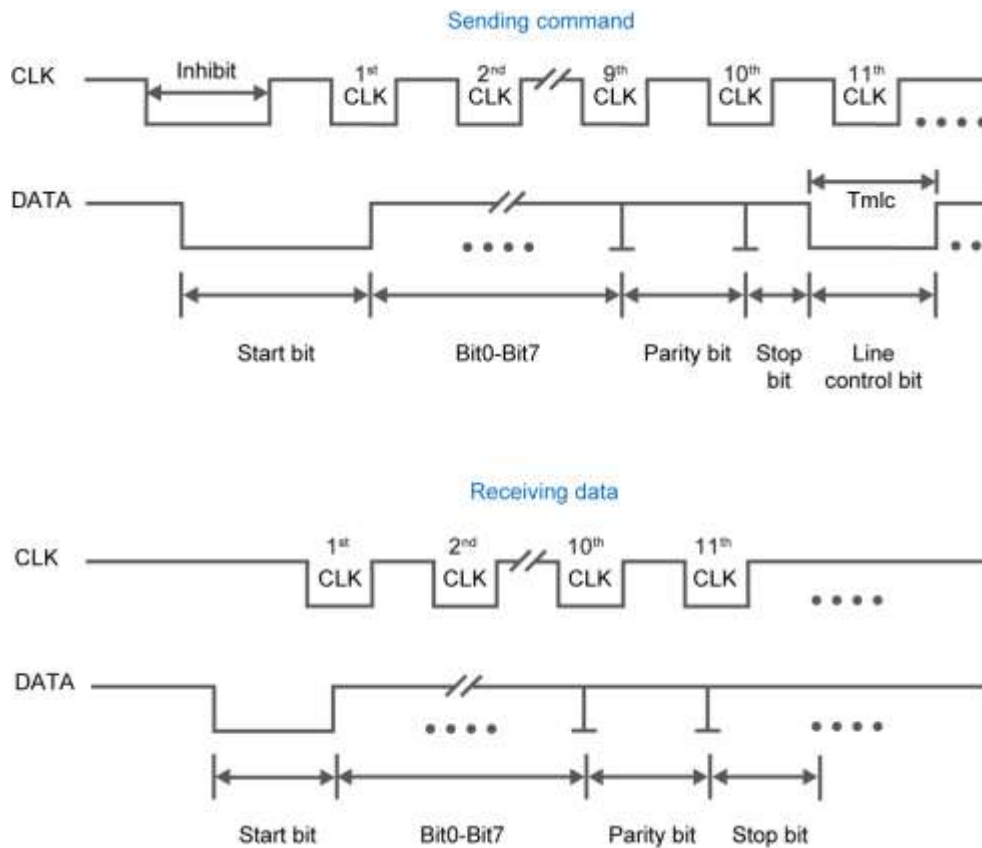 Sending command
CLK
Inhibit
1st CLK
2nd CLK
9th CLK
10th CLK
11th CLK
DATA
Tmlc
Start bit
Bit0-Bit7
Parity bit
Stop bit
Line control bit
Receiving data
CLK
1st CLK
2nd CLK
10th CLK
11th CLK
DATA
Start bit
Bit0-Bit7
Parity bit
Stop bit